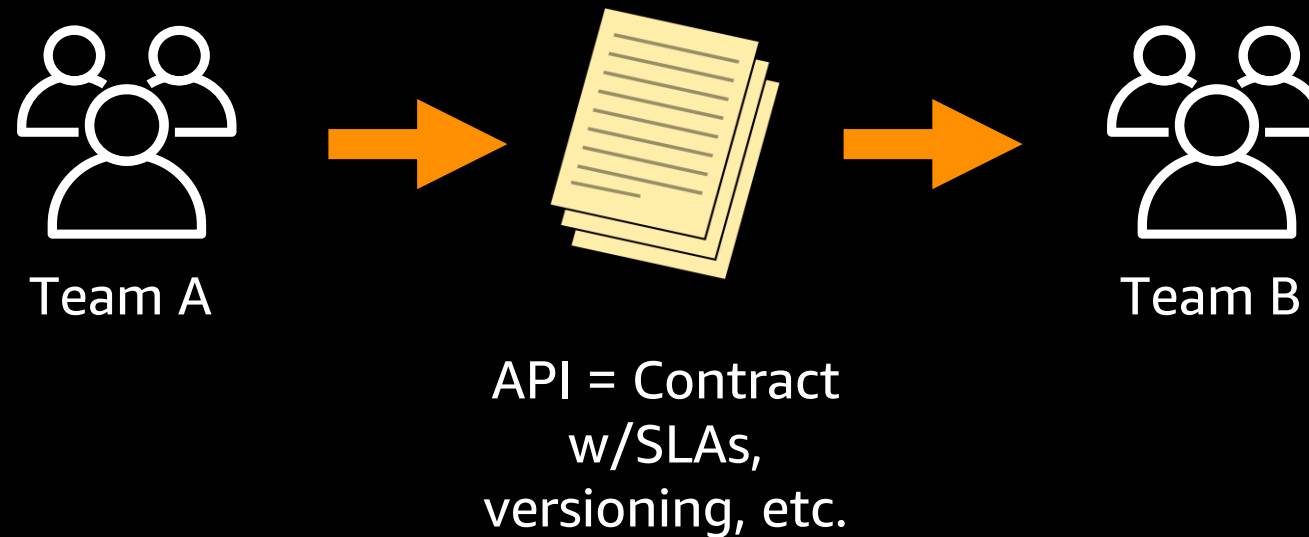 Team A
Team B
API = Contract
w/SLAs,
versioning, etc.